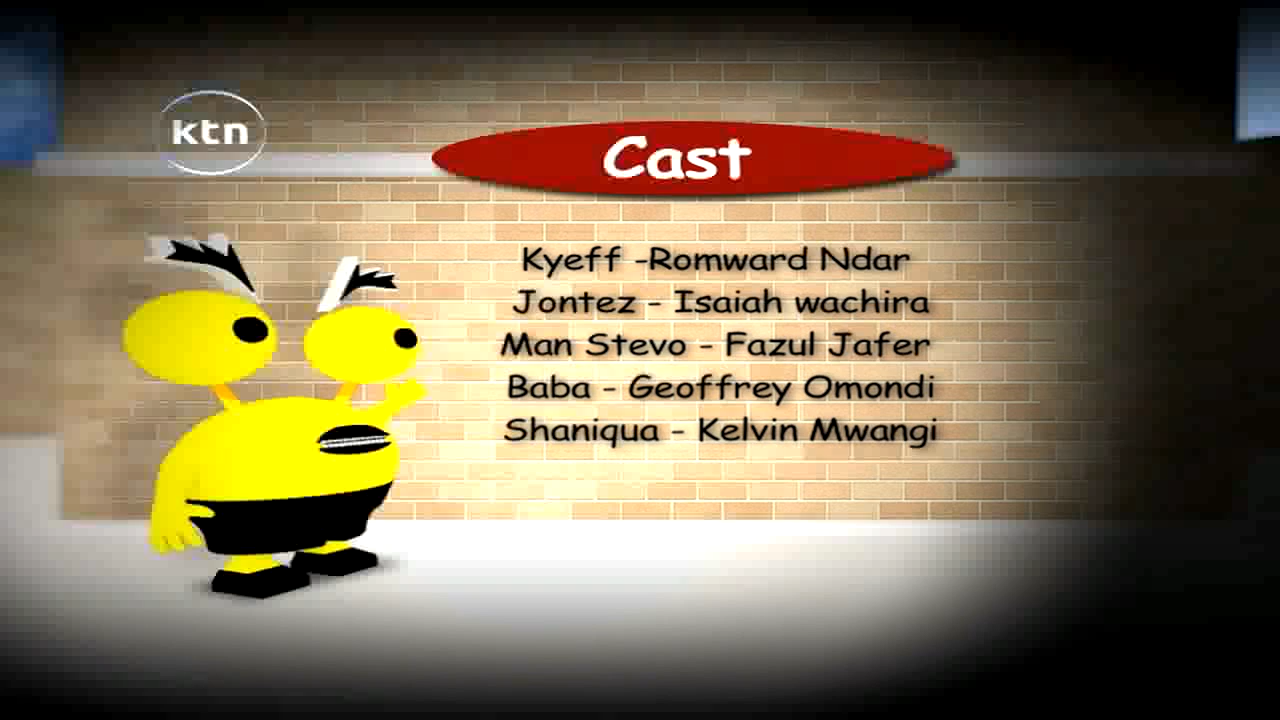 ktn
Cast
Kyeff -Romward Ndar
Jontez - Isaiah wachira
Man Stevo - Fazul Jafer
Baba - Geoffrey Omondi
Shaniqua - Kelvin Mwangi